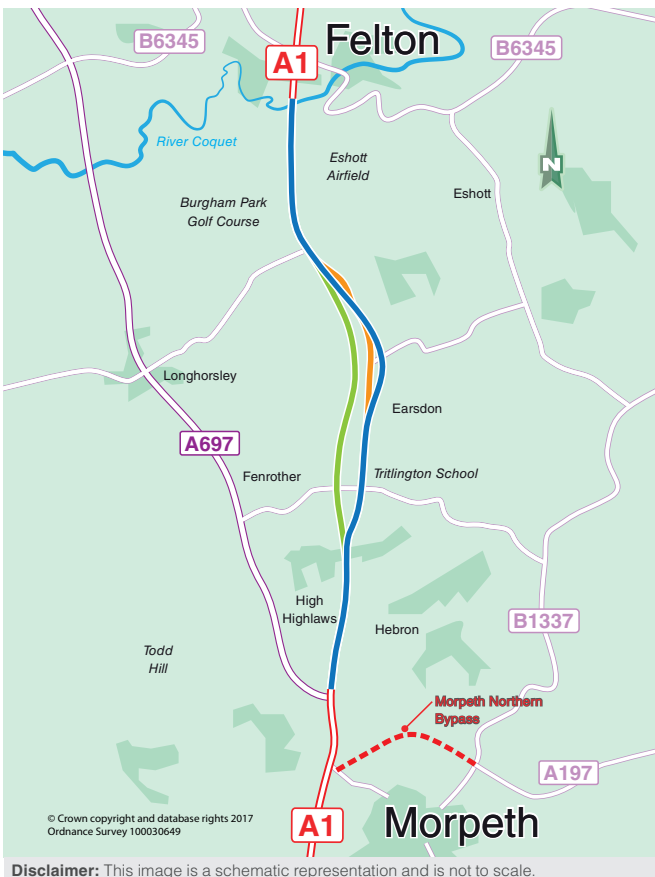 Felton
B6345
B6345
A1
River Coquet
Eshott
Airfield
N
Burgham Park
Golf Course
Eshott
Longhorsley
Earsdon
A697
Fenrother
Tritlington School
High
Highlaws
B1337
Hebron
Todd
Hill
Morpeth Northern
Bypass
A197
© Crown copyright and database rights 2017
Ordnance Survey 100030649
A1
Morpeth
Disclaimer: This image is a schematic representation and is not to scale.